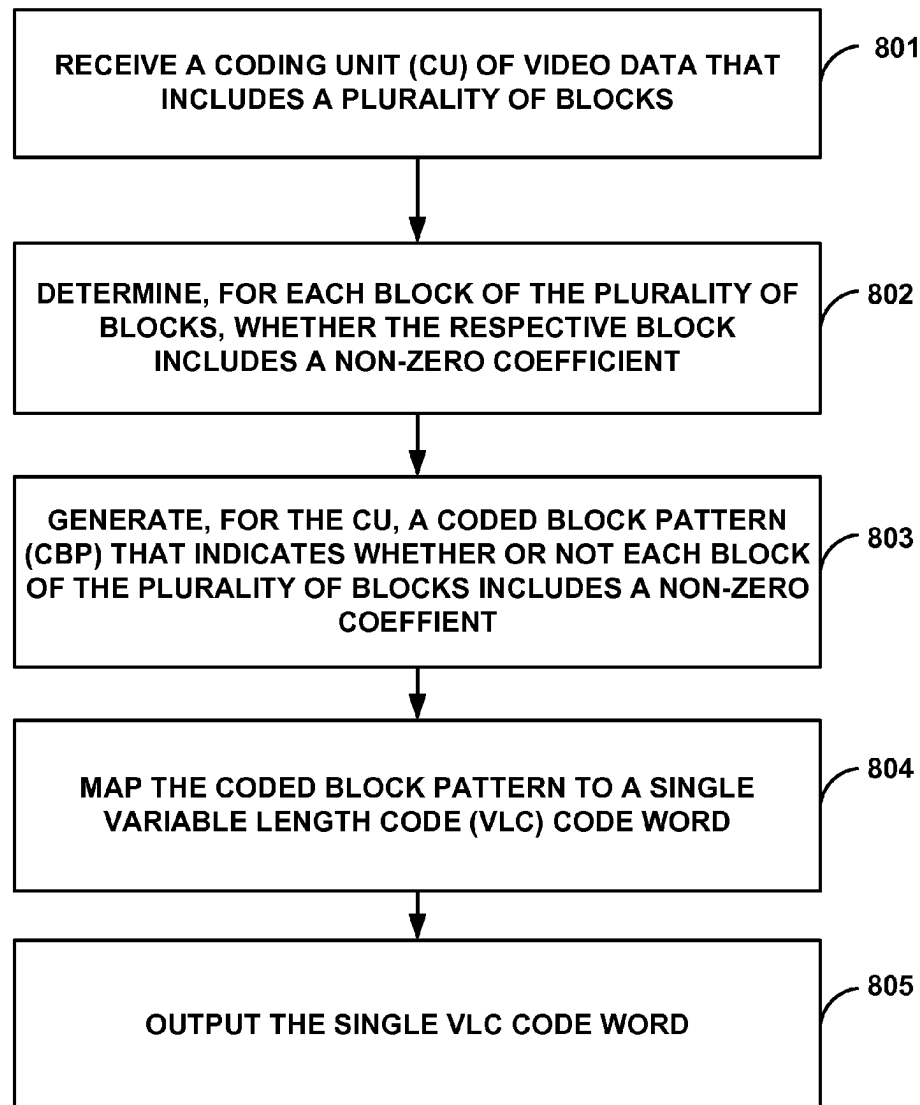 RECEIVE A CODING UNIT (CU) OF VIDEO DATA THAT
INCLUDES A PLURALITY OF BLOCKS
801
DETERMINE, FOR EACH BLOCK OF THE PLURALITY OF
BLOCKS, WHETHER THE RESPECTIVE BLOCK
INCLUDES A NON-ZERO COEFFICIENT
802
GENERATE, FOR THE CU, A CODED BLOCK PATTERN
(CBP) THAT INDICATES WHETHER OR NOT EACH BLOCK
OF THE PLURALITY OF BLOCKS INCLUDES A NON-ZERO
COEFFIENT
803
MAP THE CODED BLOCK PATTERN TO A SINGLE
VARIABLE LENGTH CODE (VLC) CODE WORD
804
OUTPUT THE SINGLE VLC CODE WORD
805